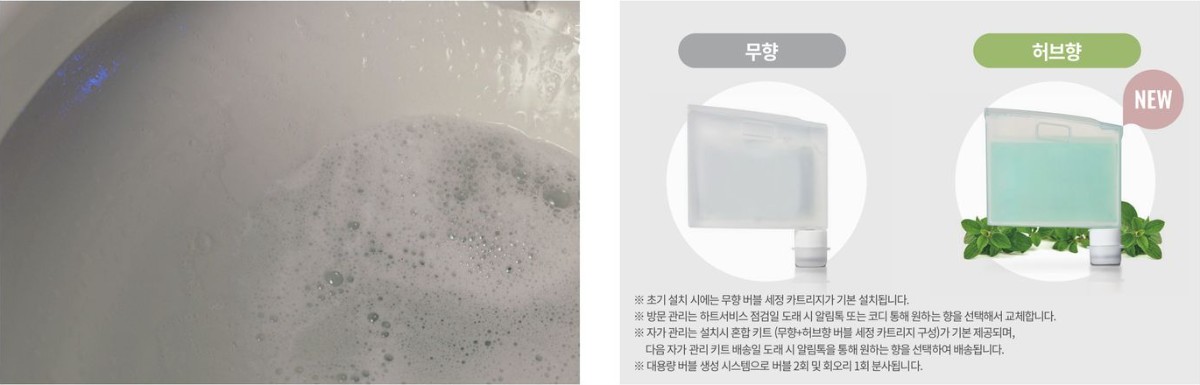 무향
허브향
NEW
※ 초기 설치 시에는 무향 버블 세정 카트리지가 기본 설치됩니다.
※ 방문 관리는 하트서비스 점검일 도래 시 알림톡 또는 코디 통해 원하는 향을 선택해서 교체합니다.
※ 자가 관리는 설치시 혼합 키트 (무향+허브향 버블 세정 카트리지 구성)가 기본 제공되며,
다음 자가 관리 키트 배송일 도래 시 알림톡을 통해 원하는 향을 선택하여 배송됩니다.
※ 대용량 버블 생성 시스템으로 버블 2회 및 회오리 1회 분사됩니다.